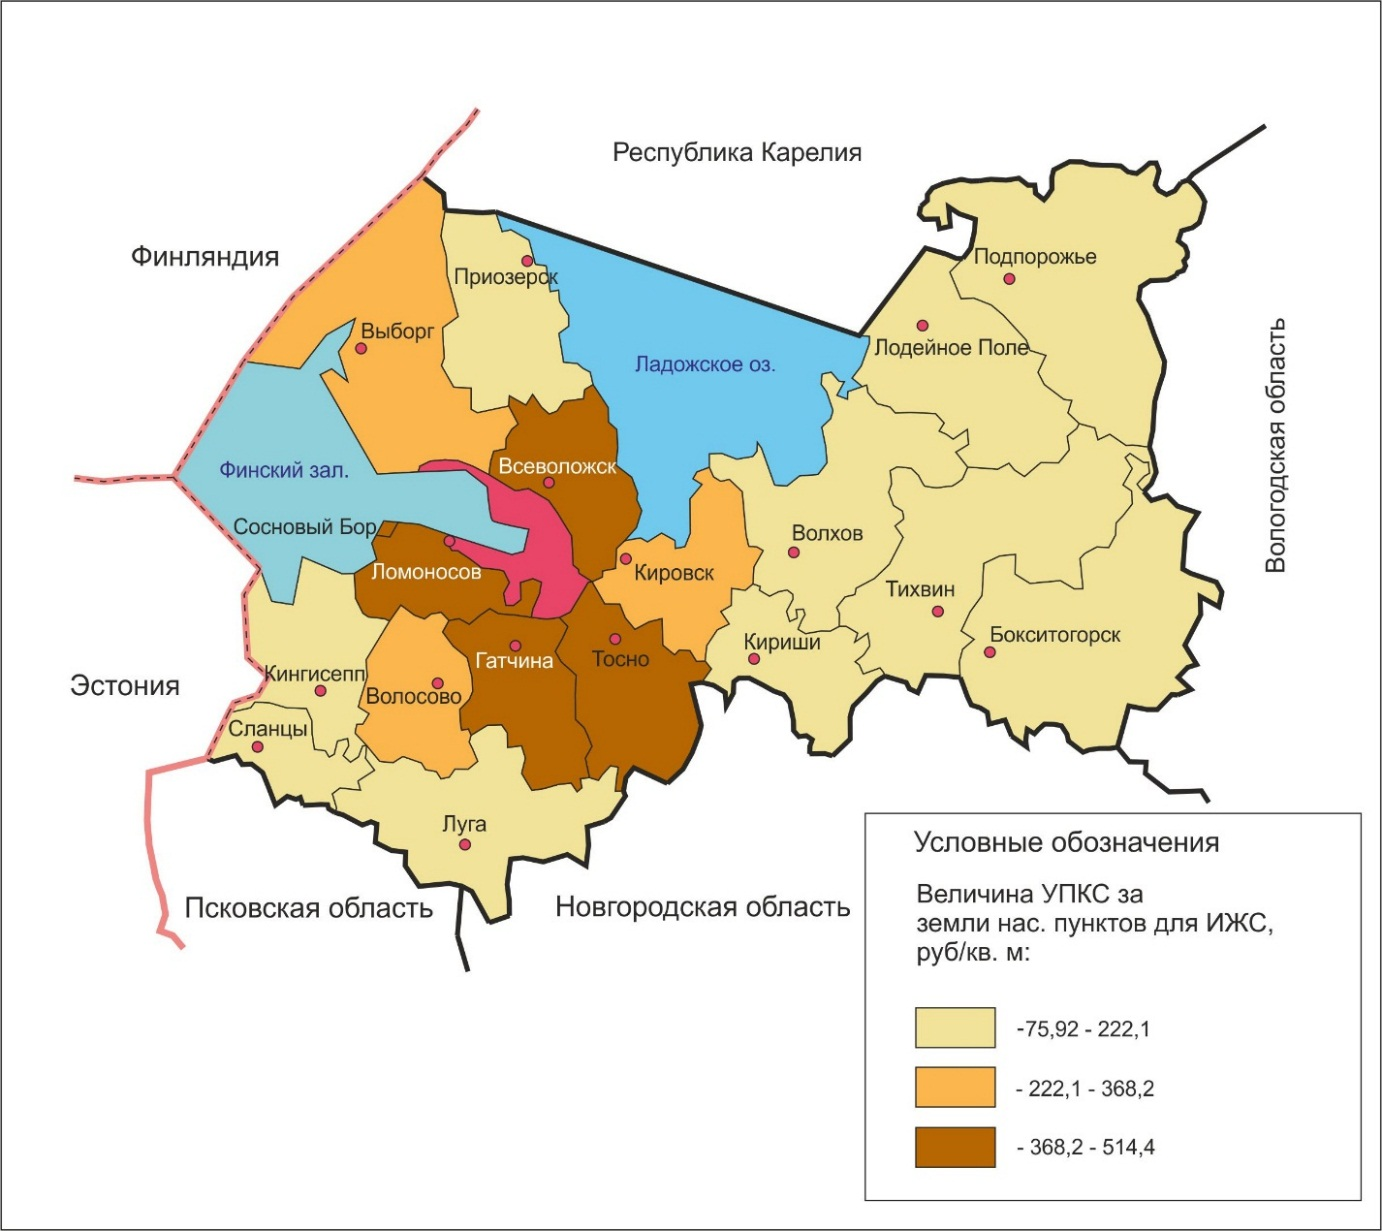 Республика Карелия
Финляндия
Подпорожье
Приозерск
Выборг
Лодейное Поле
Ладожское оз.
Вологодская область
Финский зал.
Всеволожск
Сосновый Бор
Волхов
Ломоносов
Кировск
Тихвин
Кириши
Бокситогорск
Гатчина
Тосно
Эстония
Кингисепп
Волосово
Сланцы
Луга
Псковская область
Новгородская область
Условные обозначения
Величина УПКС за
земли нас. пунктов для ИЖС,
руб/кв. м:
-75,92 - 222,1
- 222,1 - 368,2
- 368,2 - 514,4